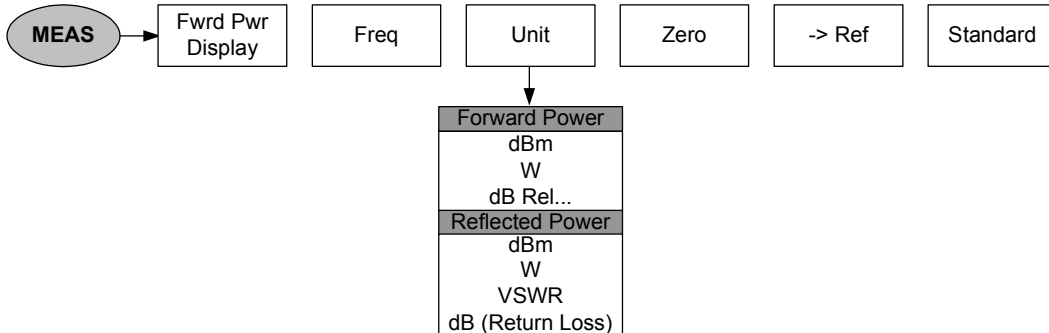 MEAS
Fwrd Pwr
Display
Freq
Unit
Zero
-> Ref
Standard
Forward Power
dBm
W
dB Rel...
Reflected Power
dBm
W
VSWR
dB (Return Loss)